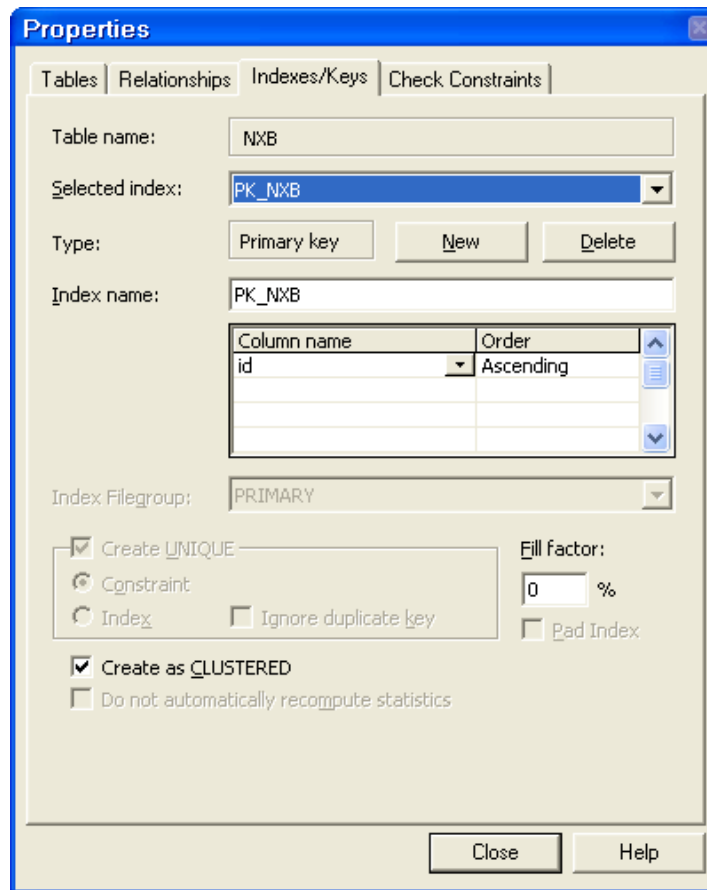 Properties
Tables Relationships Indexes/Keys Check Constraints
Table name: NXB
Selected index: PK_NXB
Type: Primary key New Delete
Index name: PK_NXB
Column name Order
id Ascending
Index Filegroup: PRIMARY
Create UNIQUE Fill factor:
Constraint 0 %
Index Ignore duplicate key Pad Index
Create as CLUSTERED
Do not automatically recompute statistics
Close Help